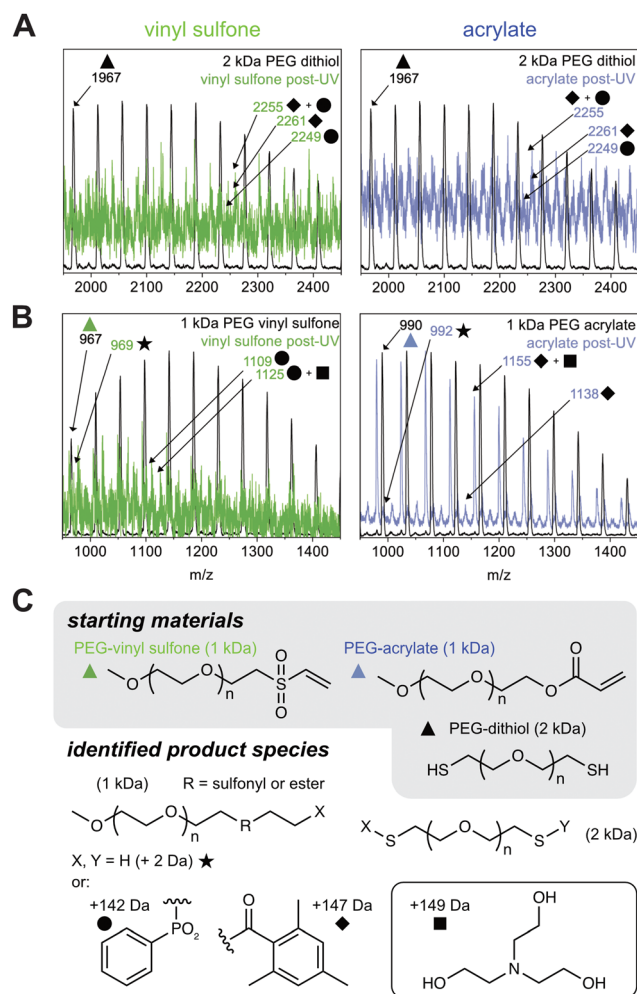 A
vinyl sulfone
acrylate
2 kDa PEG dithiol
vinyl sulfone post-UV
1967
2255 +
2261
2249
2000 2100 2200 2300 2400
2 kDa PEG dithiol
acrylate post-UV
1967
+
2255
2261
2249
2000 2100 2200 2300 2400
B
1 kDa PEG vinyl sulfone
vinyl sulfone post-UV
967
969
1109
1125 +
1000 1100 1200 1300 1400
m/z
1 kDa PEG acrylate
acrylate post-UV
990
992
1155 +
1138
1000 1100 1200 1300 1400
m/z
C
starting materials
PEG-vinyl sulfone (1 kDa)
O
O
O
n
S
O
PEG-acrylate (1 kDa)
O
O
O
n
O
PEG-dithiol (2 kDa)
HS
O
n
SH
identified product species
(1 kDa) R = sulfonyl or ester
O
O
n
R
X
X
S
O
n
S
Y
(2 kDa)
X, Y = H (+ 2 Da)
or:
+142 Da
PO2
O
+147 Da
+149 Da
OH
N
HO
OH